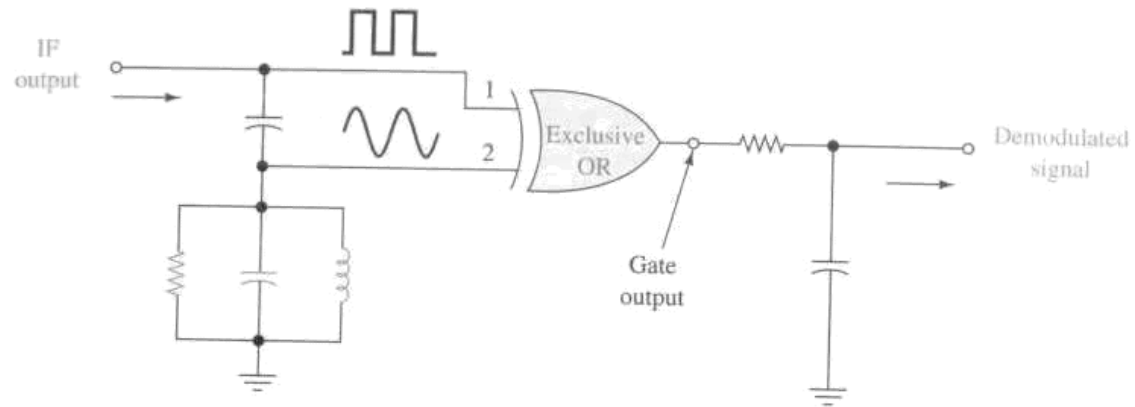 IF
output
1
2
Exclusive
OR
Gate
output
Demodulated
signal